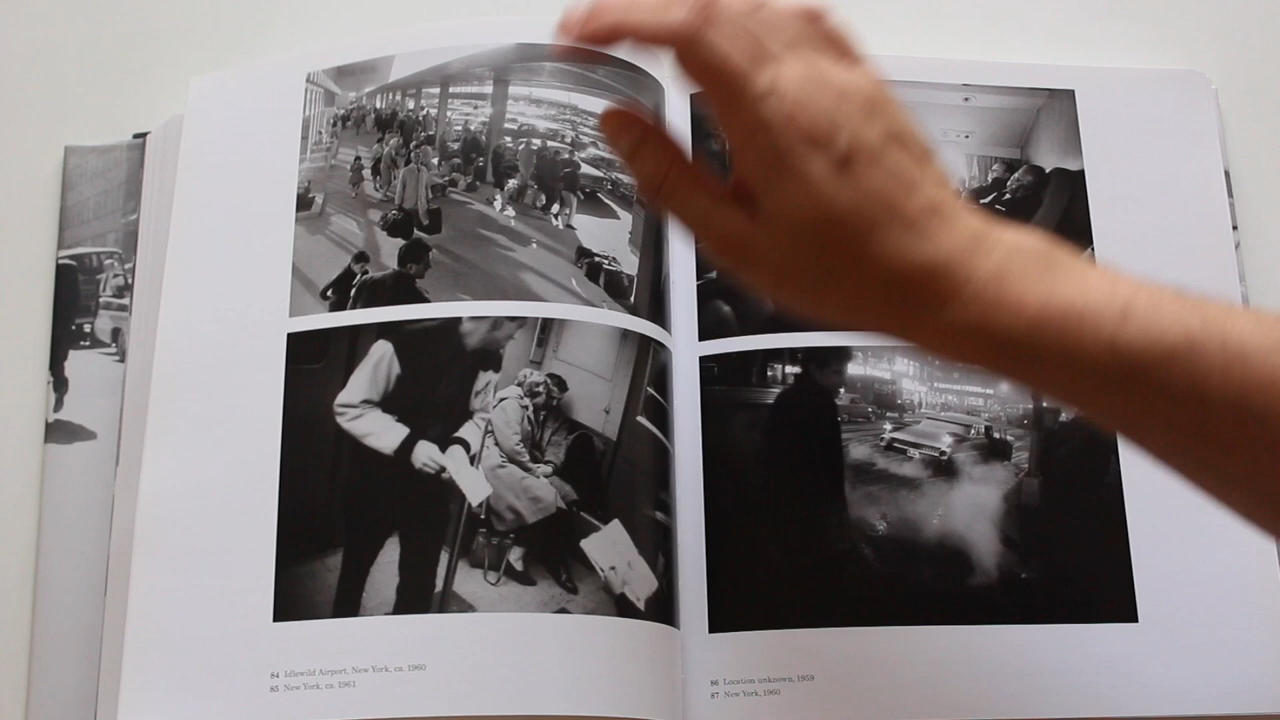 84 Idlewild Airport, New York, ca. 1960
85 New York, ca. 1961
86 Location unknown, 1959
87 New York, 1960